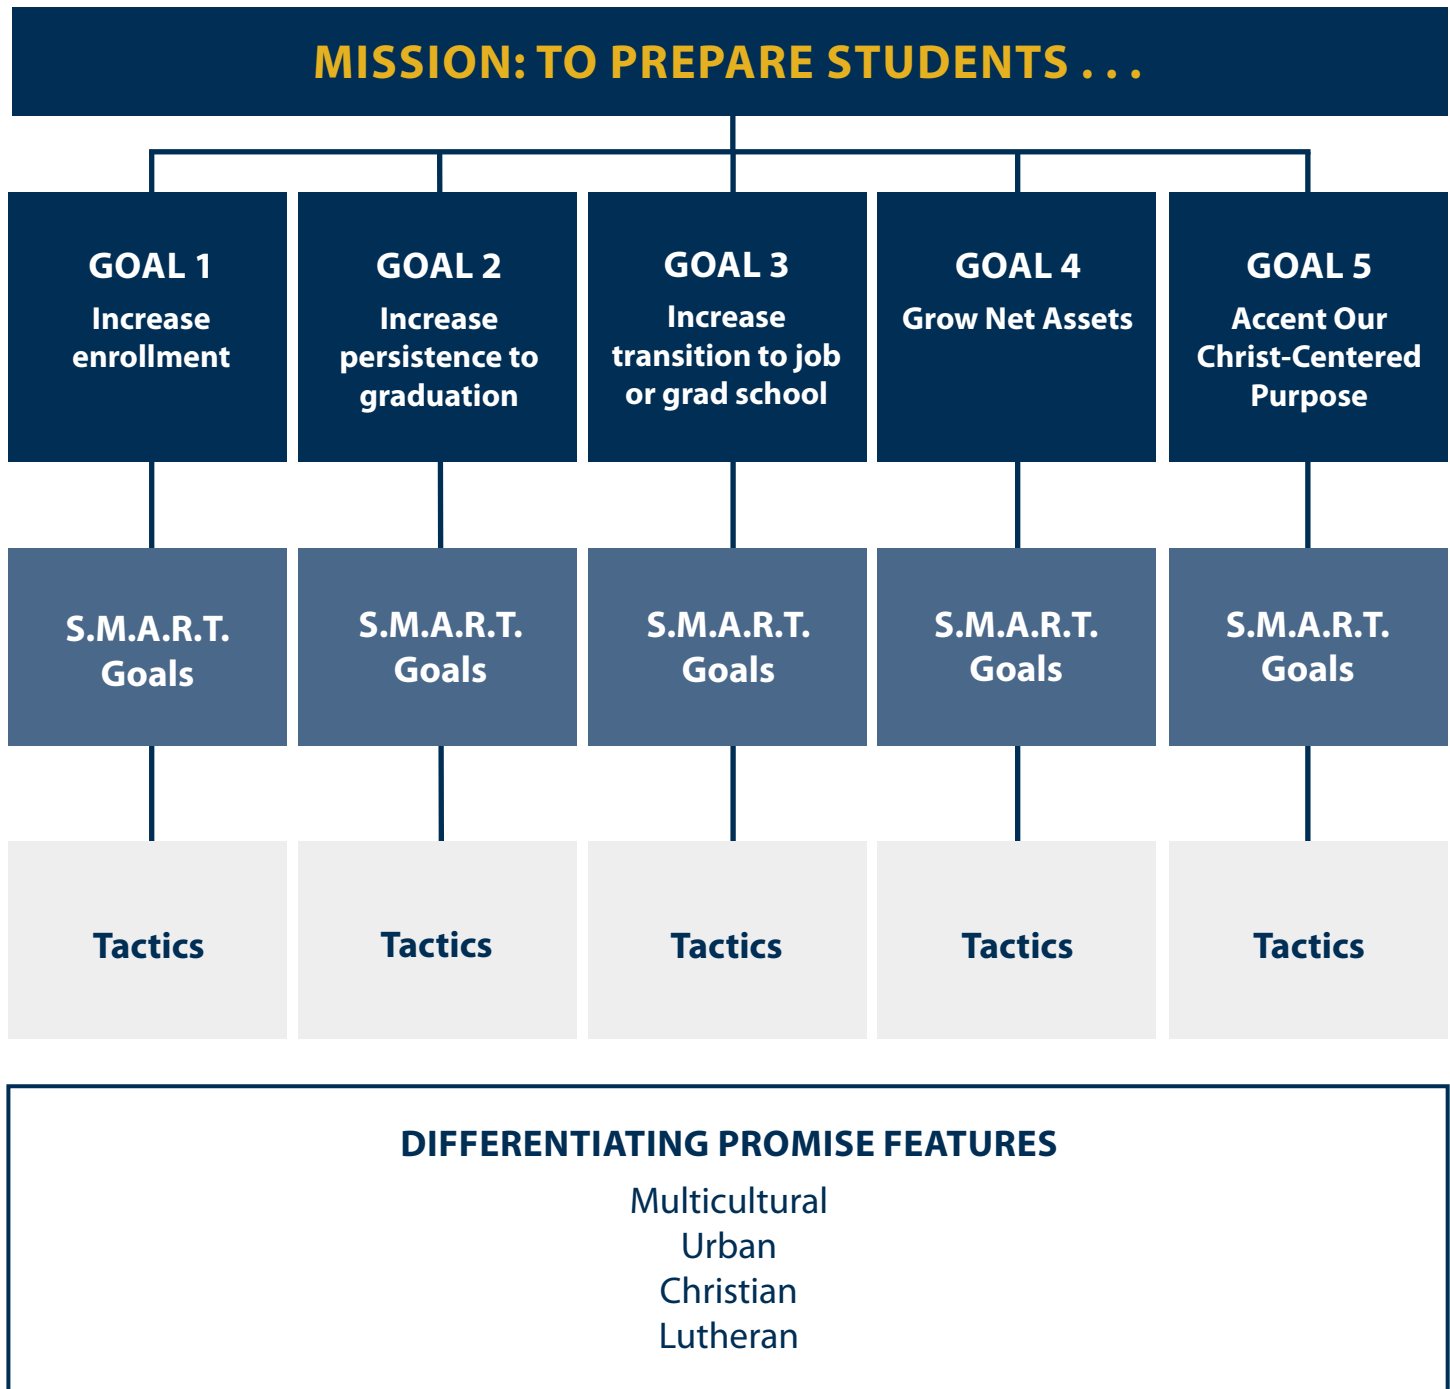 MISSION: TO PREPARE STUDENTS . . .
GOAL 1
Increase
enrollment
GOAL 2
Increase
persistence to
graduation
GOAL 3
Increase
transition to job
or grad school
GOAL 4
Grow Net Assets
GOAL 5
Accent Our
Christ-Centered
Purpose
S.M.A.R.T.
Goals
S.M.A.R.T.
Goals
S.M.A.R.T.
Goals
S.M.A.R.T.
Goals
S.M.A.R.T.
Goals
Tactics
Tactics
Tactics
Tactics
Tactics
DIFFERENTIATING PROMISE FEATURES
Multicultural
Urban
Christian
Lutheran